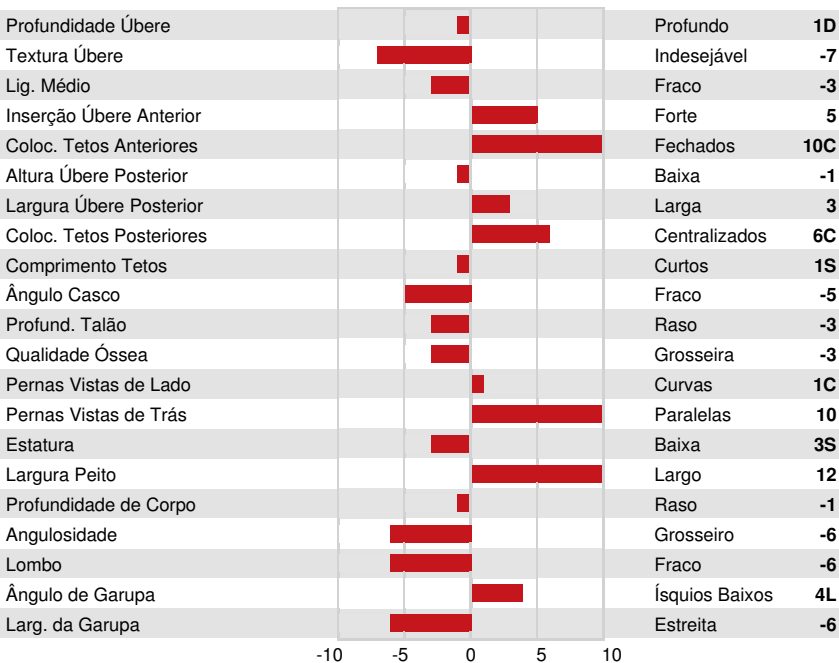 Profundidade Úbere Profundo 1D
Textura Úbere Indesejável -7
Lig. Médio Fraco -3
Inserção Úbere Anterior Forte 5
Coloc. Tetos Anteriores Fechados 10C
Altura Úbere Posterior Baixa -1
Largura Úbere Posterior Larga 3
Coloc. Tetos Posteriores Centralizados 6C
Comprimento Tetos Curtos 1S
Ângulo Casco Fraco -5
Profund. Talão Raso -3
Qualidade Óssea Grosseira -3
Pernas Vistas de Lado Curvas 1C
Pernas Vistas de Trás Paralelas 10
Estatura Baixa 3S
Largura Peito Largo 12
Profundidade de Corpo Raso -1
Angulosidade Grosseiro -6
Lombo Fraco -6
Ângulo de Garupa Ísquios Baixos 4L
Larg. da Garupa Estreita -6
-10 -5 0 5 10